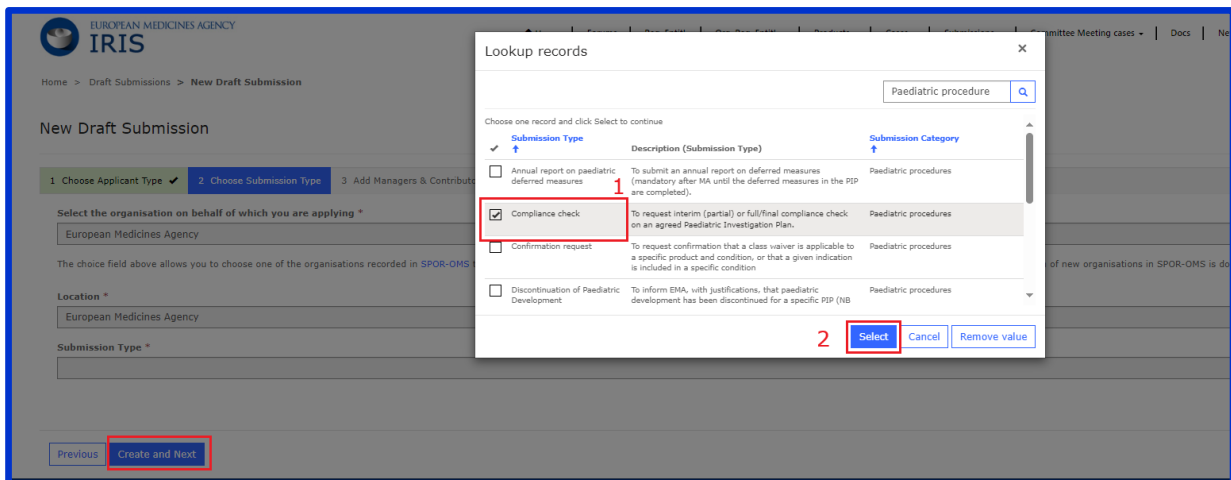 EUROPEAN MEDICINES AGENCY
IRIS
Committee Meeting cases
Docs
Ne
Home > Draft Submissions > New Draft Submission
New Draft Submission
1 Choose Applicant Type
2 Choose Submission Type
3 Add Managers & Contributo
Select the organisation on behalf of which you are applying *
European Medicines Agency
The choice field above allows you to choose one of the organisations recorded in SPOR-OMS
of new organisations in SPOR-OMS is do
Location *
European Medicines Agency
Submission Type *
Previous
Create and Next
Lookup records
×
Paediatric procedure
Choose one record and click Select to continue
Submission Type
Description (Submission Type)
Submission Category
Annual report on paediatric
deferred measures
To submit an annual report on deferred measures
(mandatory after MA until the deferred measures in the PIP
are completed).
Paediatric procedures
1
Compliance check
To request interim (partial) or full/final compliance check
on an agreed Paediatric Investigation Plan.
Paediatric procedures
Confirmation request
To request confirmation that a class waiver is applicable to
a specific product and condition, or that a given indication
is included in a specific condition
Paediatric procedures
Discontinuation of Paediatric
Development
To inform EMA, with justifications, that paediatric
development has been discontinued for a specific PIP (NB
Paediatric procedures
2
Select
Cancel
Remove value